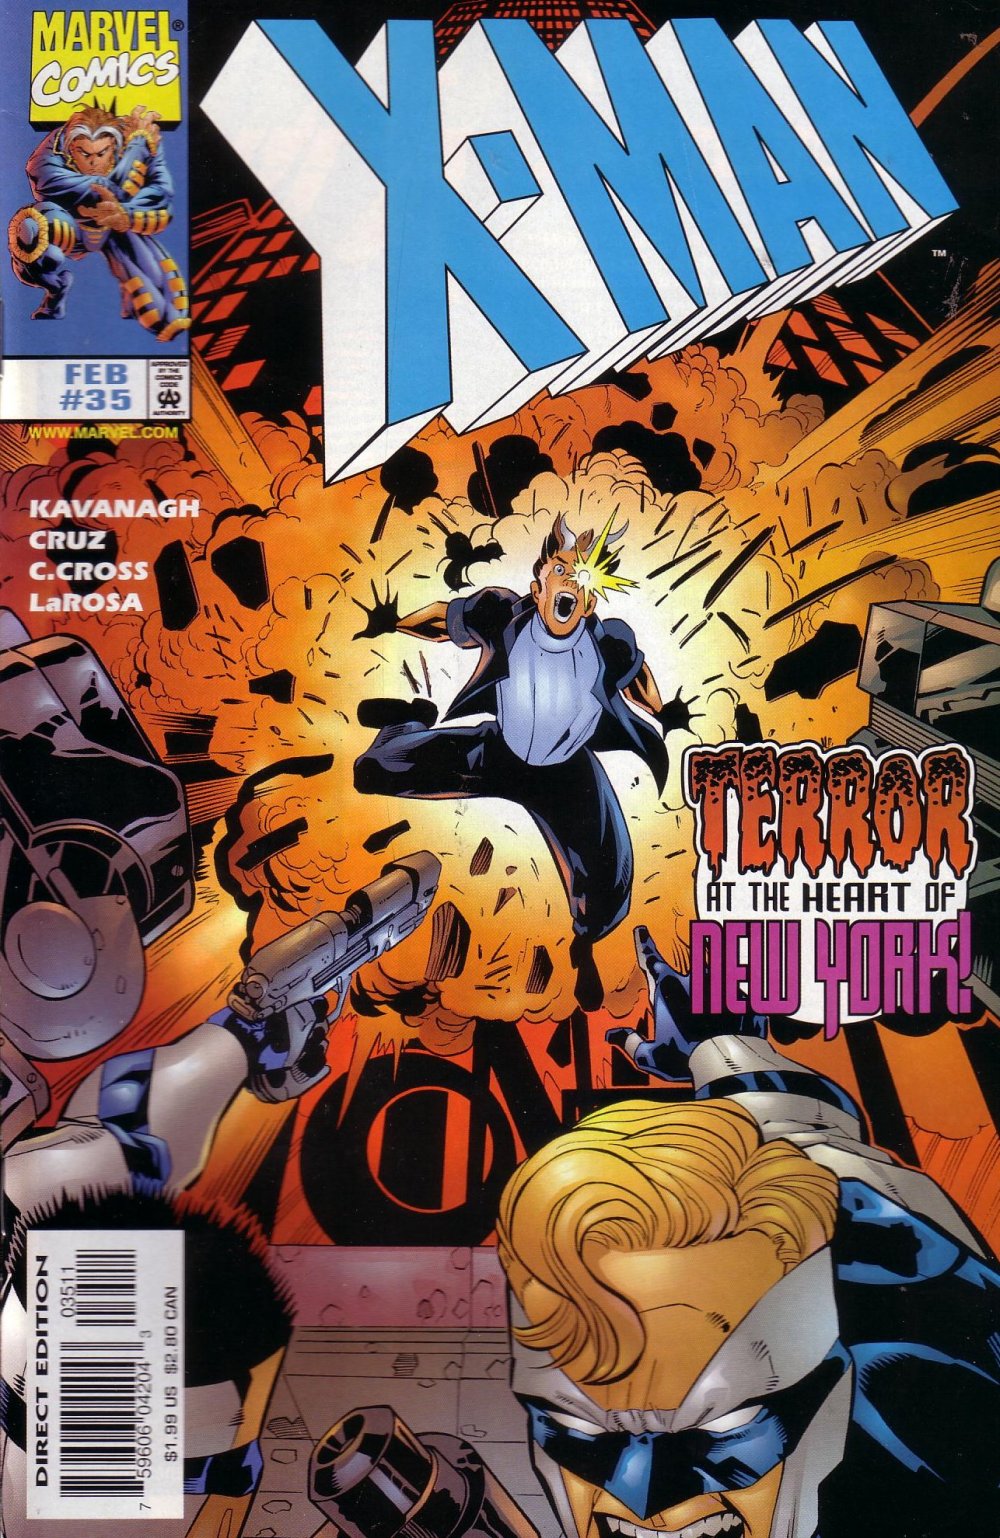 MARVEL®
COMICS
X-MAN
™
FEB
#35
APPROVED
BY THE
COMICS
CODE
CA
AUTHORITY
WWW.MARVEL.COM
KAVANAGH
CRUZ
C.CROSS
LaROSA
TERROR
AT THE HEART OF
NEW YORK!
DIRECT EDITION
03511
7 59606 04204 3
$1.99 US $2.80 CAN